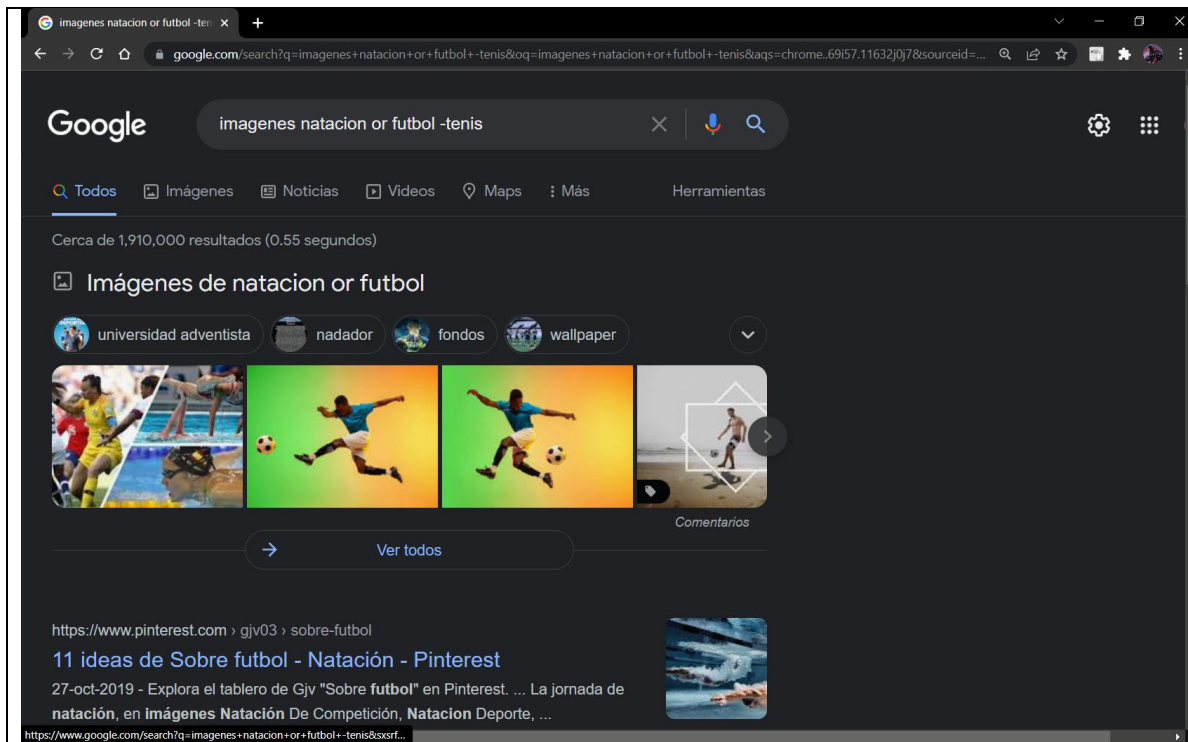 imagenes natacion or futbol -ten
google.com/search?q=imagenes+natacion+or+futbol+-tenis&oq=imagenes+natacion+or+futbol+-tenis&aqs=chrome..69i57.11632j0j7&sourceid=...
Google
imagenes natacion or futbol -tenis
Todos Imágenes Noticias Videos Maps Más Herramientas
Cerca de 1,910,000 resultados (0.55 segundos)
Imágenes de natacion or futbol
universidad adventista nadador fondos wallpaper
Comentarios
Ver todos
https://www.pinterest.com › gjv03 › sobre-futbol
11 ideas de Sobre futbol - Natación - Pinterest
27-oct-2019 - Explora el tablero de Gjv "Sobre futbol" en Pinterest. ... La jornada de
natación, en imágenes Natación De Competición, Natacion Deporte, ...
https://www.google.com/search?q=imagenes+natacion+or+futbol+-tenis&sxsrf...